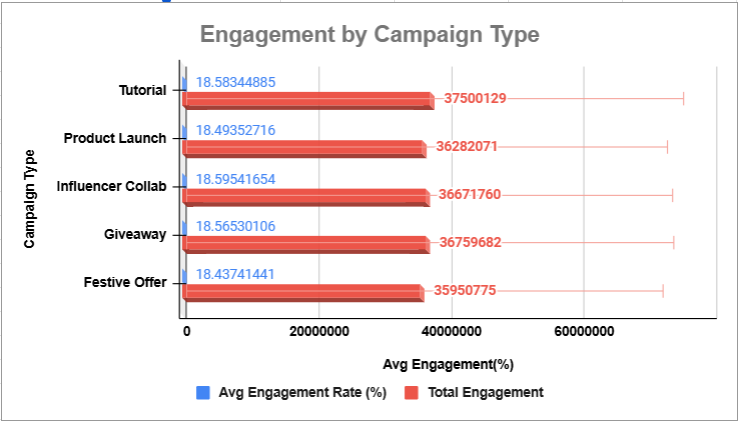 Engagement by Campaign Type
Campaign Type
Tutorial
18.58344885
37500129
Product Launch
18.49352716
36282071
Influencer Collab
18.59541654
36671760
Giveaway
18.56530106
36759682
Festive Offer
18.43741441
35950775
0 20000000 40000000 60000000
Avg Engagement(%)
Avg Engagement Rate (%) Total Engagement